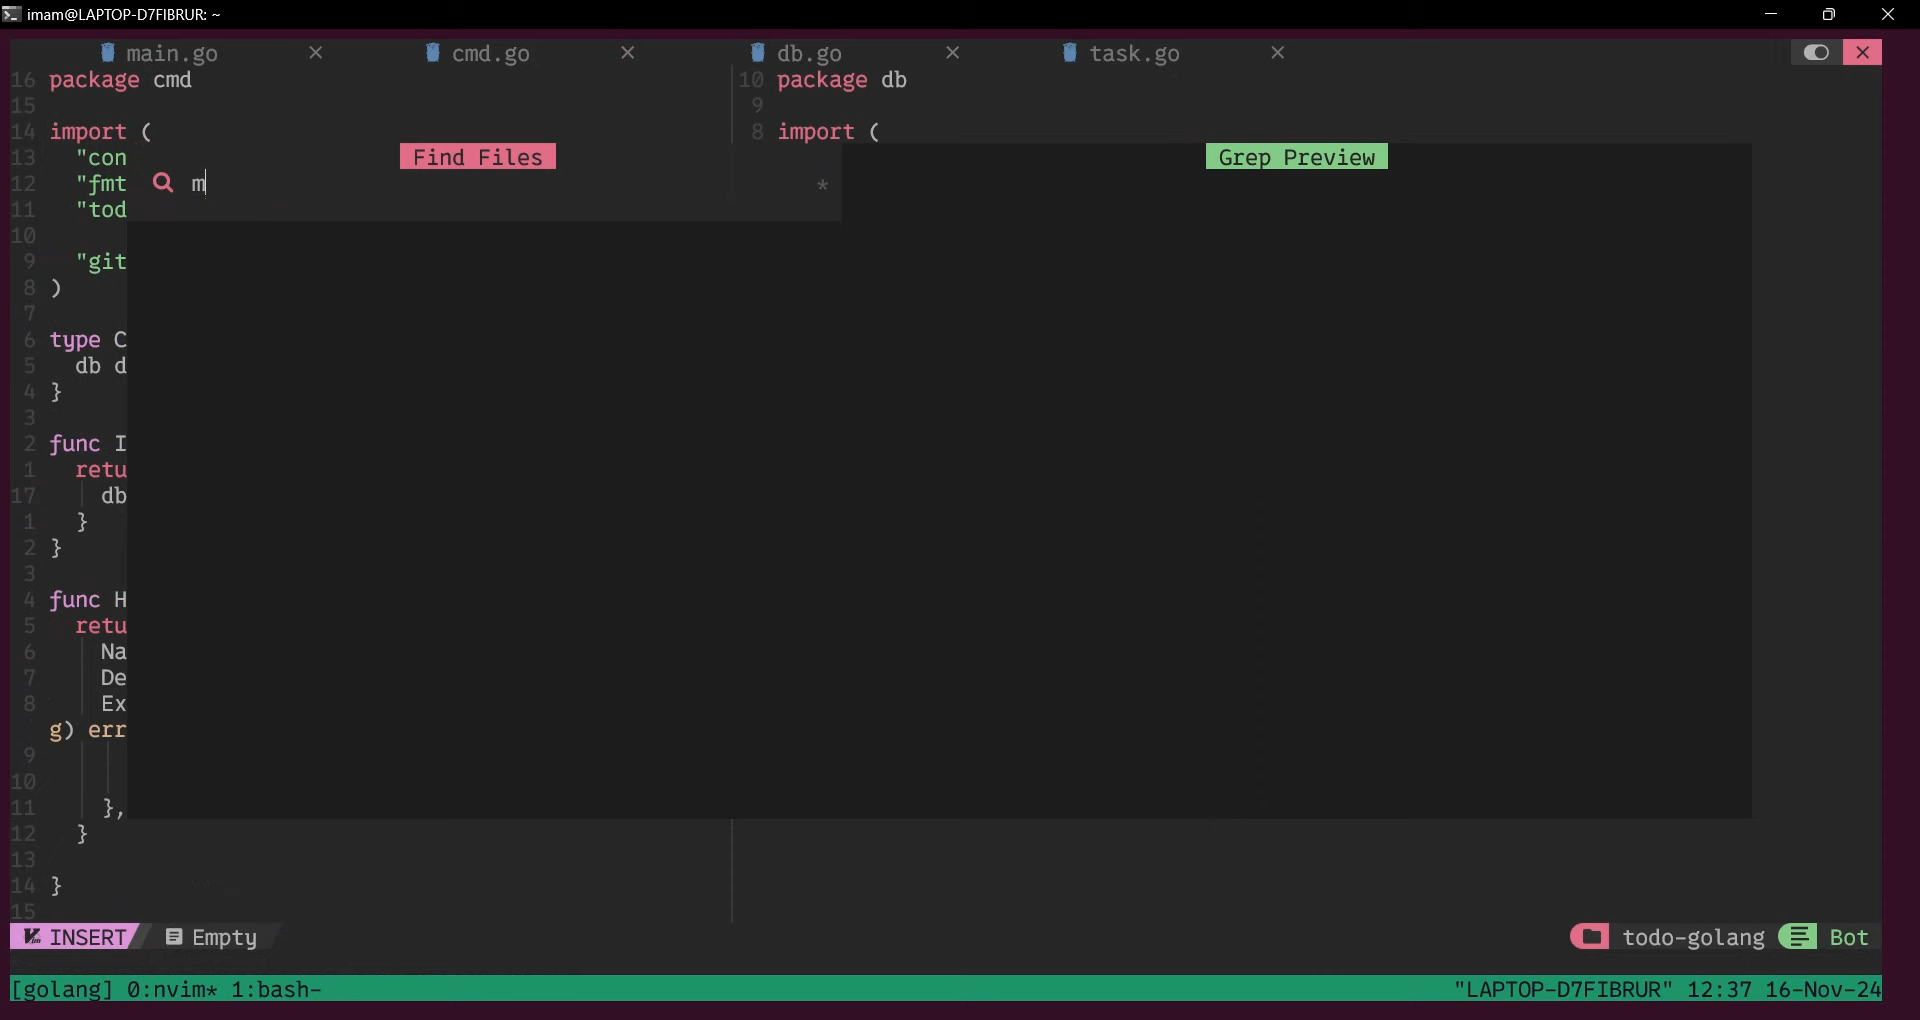 imam@LAPTOP-D7FIBRUR: ~
main.go cmd.go db.go task.go
16 package cmd
15
14 import (
13 "con
12 "fmt
11 "tod
10
9 "git
8 )
7
6 type C
5 db d
4 }
3
2 func I
1 retu
17 db
1 }
2 }
3
4 func H
5 retu
6 Na
7 De
8 Ex
g) err
9
10
11 },
12 }
13
14 }
15
10 package db
9
8 import (
Find Files
m
*
Grep Preview
INSERT Empty
todo-golang Bot
[golang] 0:nvim* 1:bash-
"LAPTOP-D7FIBRUR" 12:37 16-Nov-24